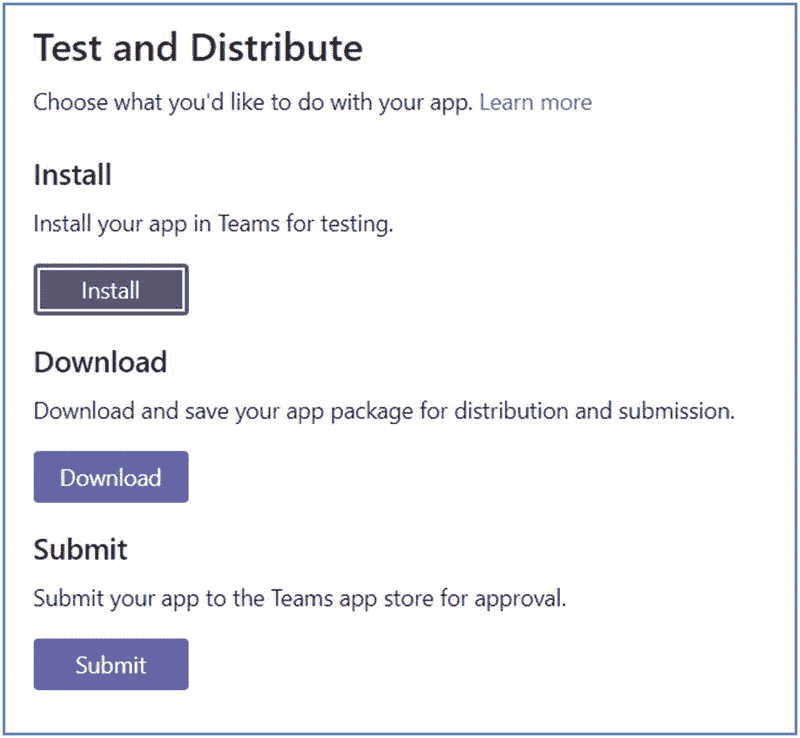 Test and Distribute
Choose what you'd like to do with your app. Learn more
Install
Install your app in Teams for testing.
Install
Download
Download and save your app package for distribution and submission.
Download
Submit
Submit your app to the Teams app store for approval.
Submit